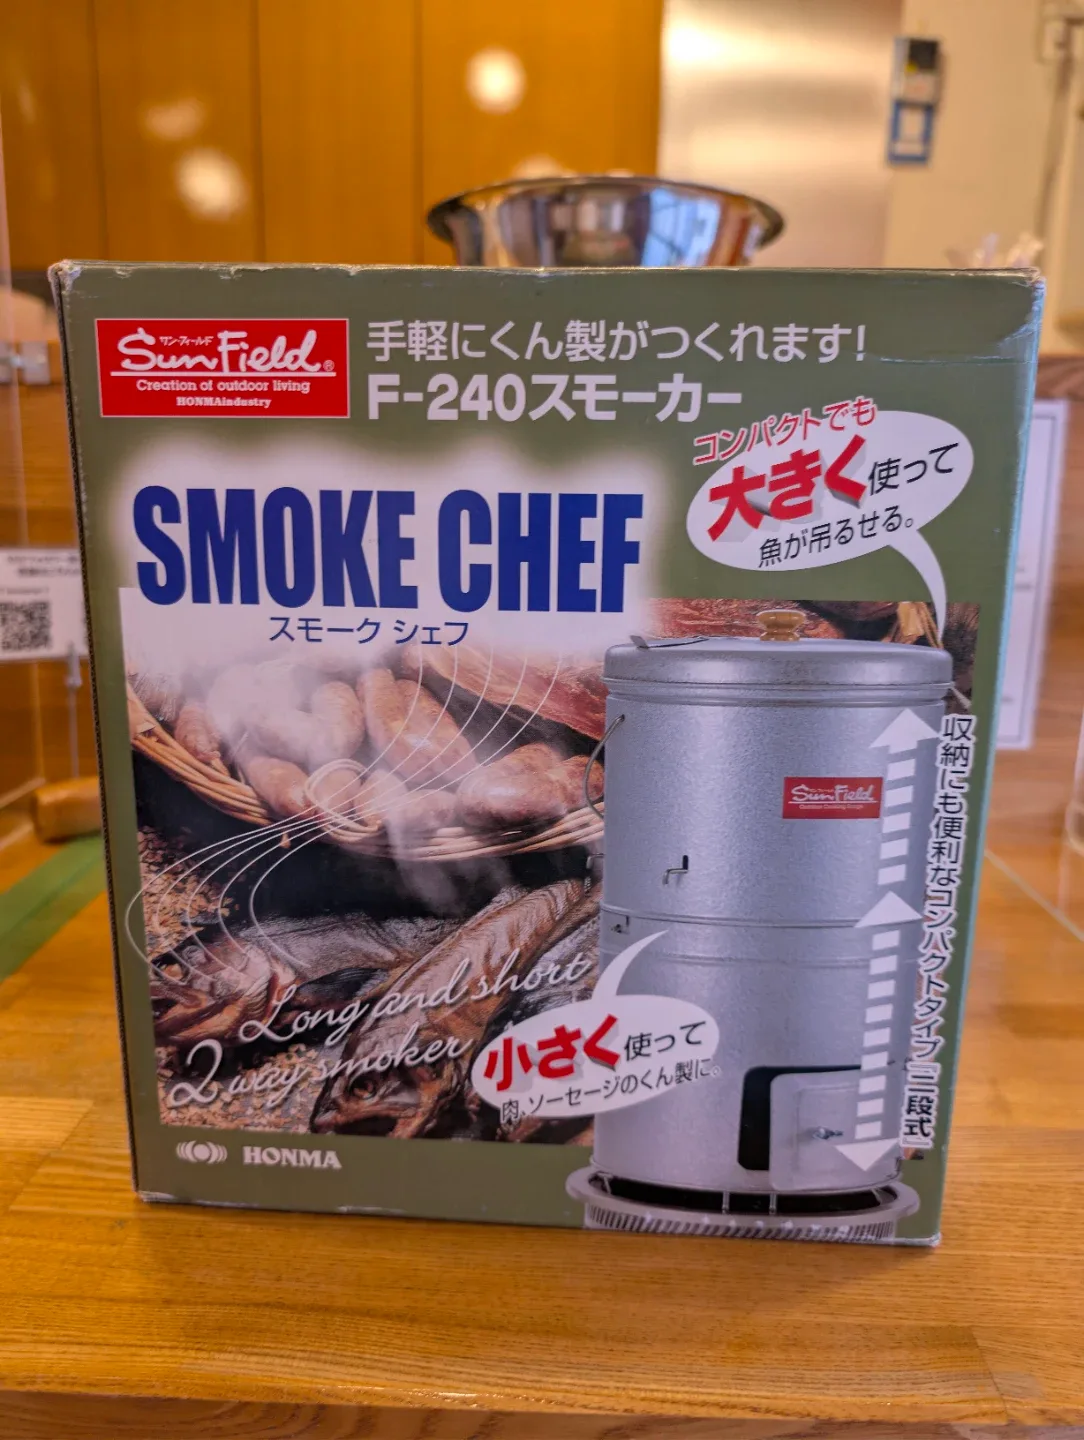 サン・フィールド
Sun Field®
Creation of outdoor living
HONMAindustry
手軽にくん製がつくれます!
F-240スモーカー
コンパクトでも
大きく使って
魚が吊るせる。
SMOKE CHEF
スモーク シェフ
Sun Field
収納にも便利なコンパクトタイプ『二段式』
Long and short
2 way smoker
小さく使って
肉、ソーセージのくん製に。
HONMA